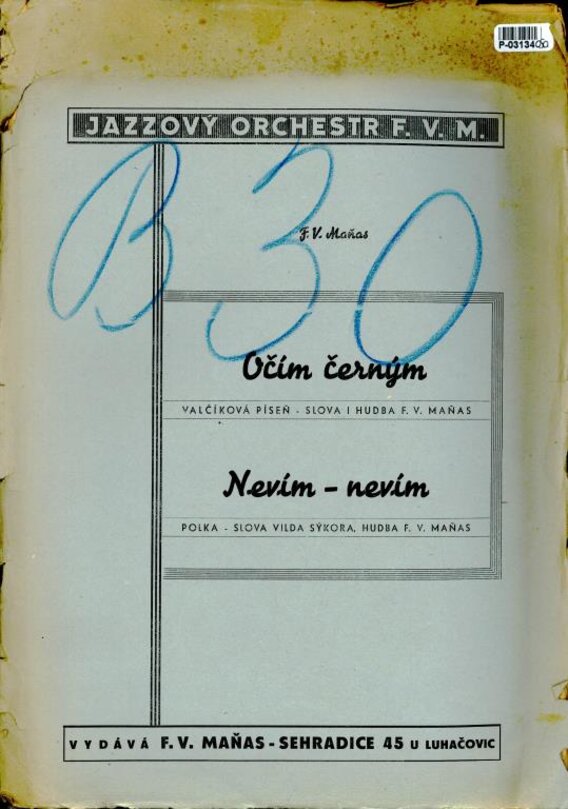 P-03134
JAZZOVÝ ORCHESTR F. V. M.
B 30
F. V. Maňas
Očím černým
VALČÍKOVÁ PÍSEŇ - SLOVA I HUDBA F. V. MAŇAS
Nevím - nevím
POLKA - SLOVA VILDA SÝKORA, HUDBA F. V. MAŇAS
VYDÁVÁ F. V. MAŇAS - SEHRADICE 45 U LUHAČOVIC